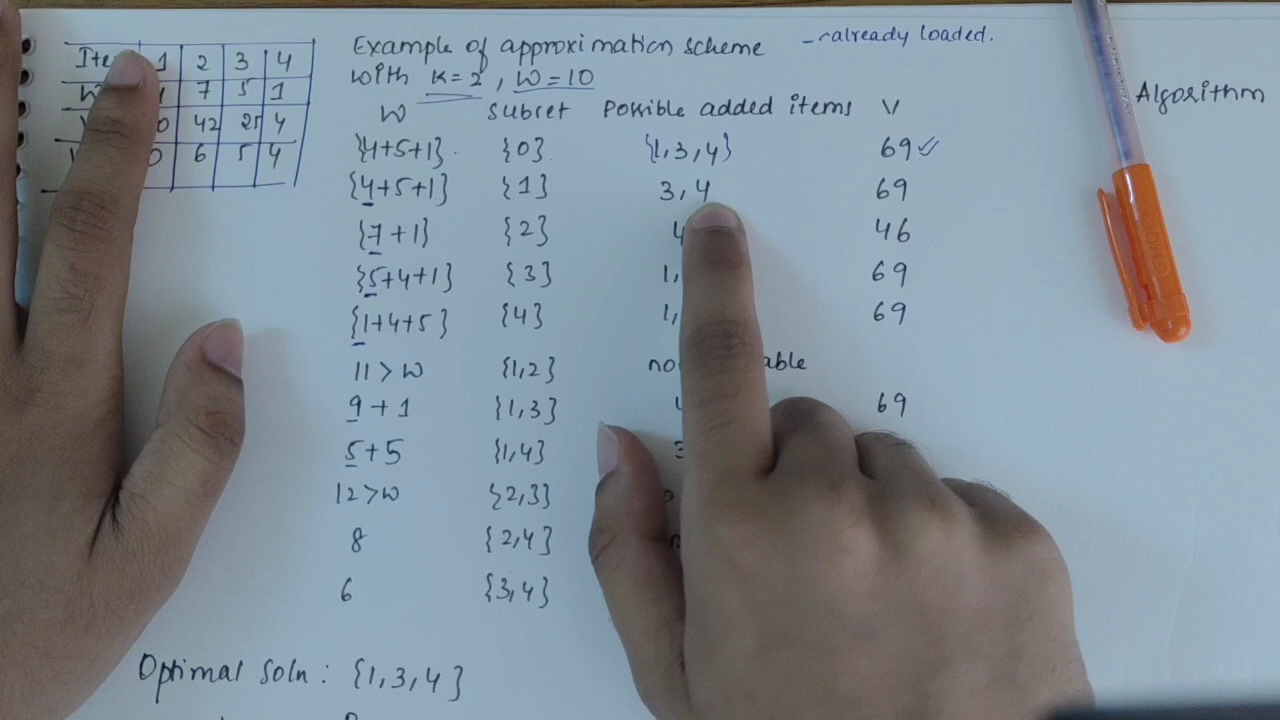 1 2 3 4
7 5 1
42 25 4
6 5 4
Example of approximation scheme - already loaded.
with K=2, W=10
Algorithm
W subset Possible added items V
{4+5+1} {0} {1,3,4} 69✓
{4+5+1} {1} 3,4 69
{7+1} {2} 4 46
{5+4+1} {3} 1, 69
{1+4+5} {4} 1, 69
11>W {1,2}
9+1 {1,3} 69
5+5 {1,4}
12>W {2,3}
8 {2,4}
6 {3,4}
Optimal soln: {1,3,4}